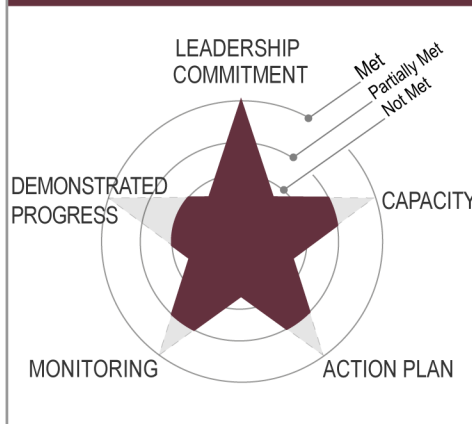 LEADERSHIP
COMMITMENT
Met
Partially Met
Not Met
DEMONSTRATED
PROGRESS
CAPACITY
MONITORING
ACTION PLAN